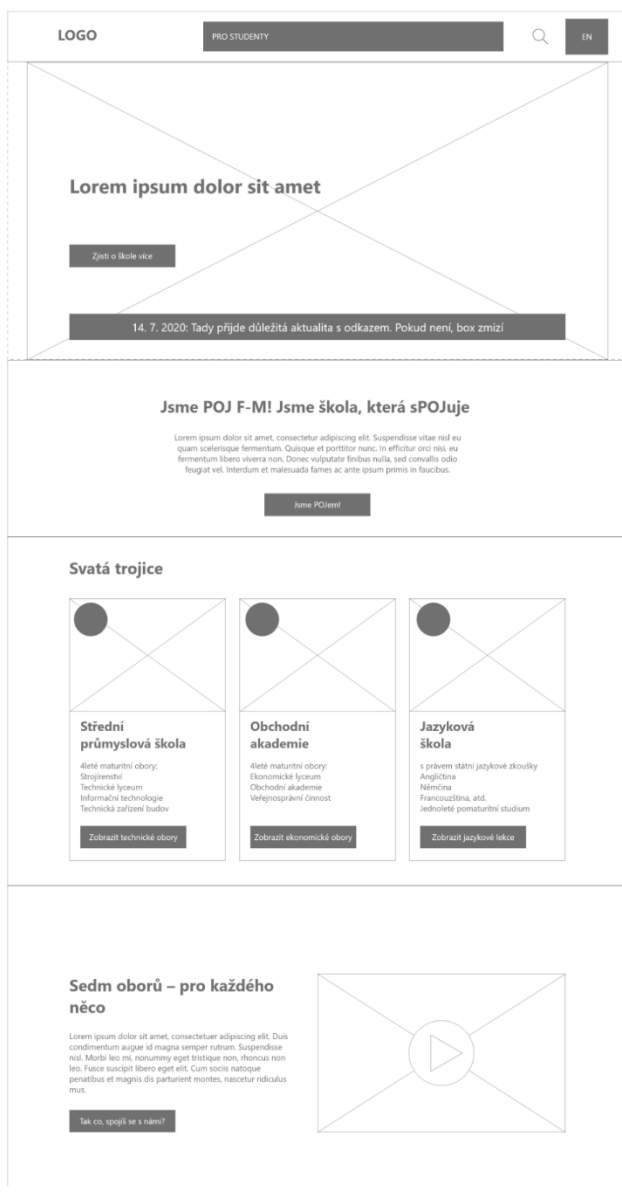 LOGO
PRO STUDENTY
EN
Lorem ipsum dolor sit amet
Zjisti o škole více
14. 7. 2020: Tady přijde důležitá aktualita s odkazem. Pokud není, box zmizí
Jsme POJ F-M! Jsme škola, která sPOJuje
Lorem ipsum dolor sit amet, consectetur adipiscing elit. Suspendisse vitae nisl eu
quam scelerisque fermentum. Quisque et porttitor nunc. In efficitur orci nisi, eu
fermentum libero viverra non. Donec vulputate finibus nulla, sed convallis odio
feugiat vel. Interdum et malesuada fames ac ante ipsum primis in faucibus.
Jsme POJem!
Svatá trojice
Střední
průmyslová škola
4leté maturitní obory:
Strojírenství
Technické lyceum
Informační technologie
Technická zařízení budov
Zobrazit technické obory
Obchodní
akademie
4leté maturitní obory:
Ekonomické lyceum
Obchodní akademie
Veřejnosprávní činnost
Zobrazit ekonomické obory
Jazyková
škola
s právem státní jazykové zkoušky
Angličtina
Němčina
Francouzština, atd.
Jednoleté pomaturitní studium
Zobrazit jazykové lekce
Sedm oborů – pro každého
něco
Lorem ipsum dolor sit amet, consectetuer adipiscing elit. Duis
condimentum augue id magna semper rutrum. Suspendisse
nisl. Morbi leo mi, nonummy eget tristique non, rhoncus non
leo. Fusce suscipit libero eget elit. Cum sociis natoque
penatibus et magnis dis parturient montes, nascetur ridiculus
mus.
Tak co, spojíš se s námi?